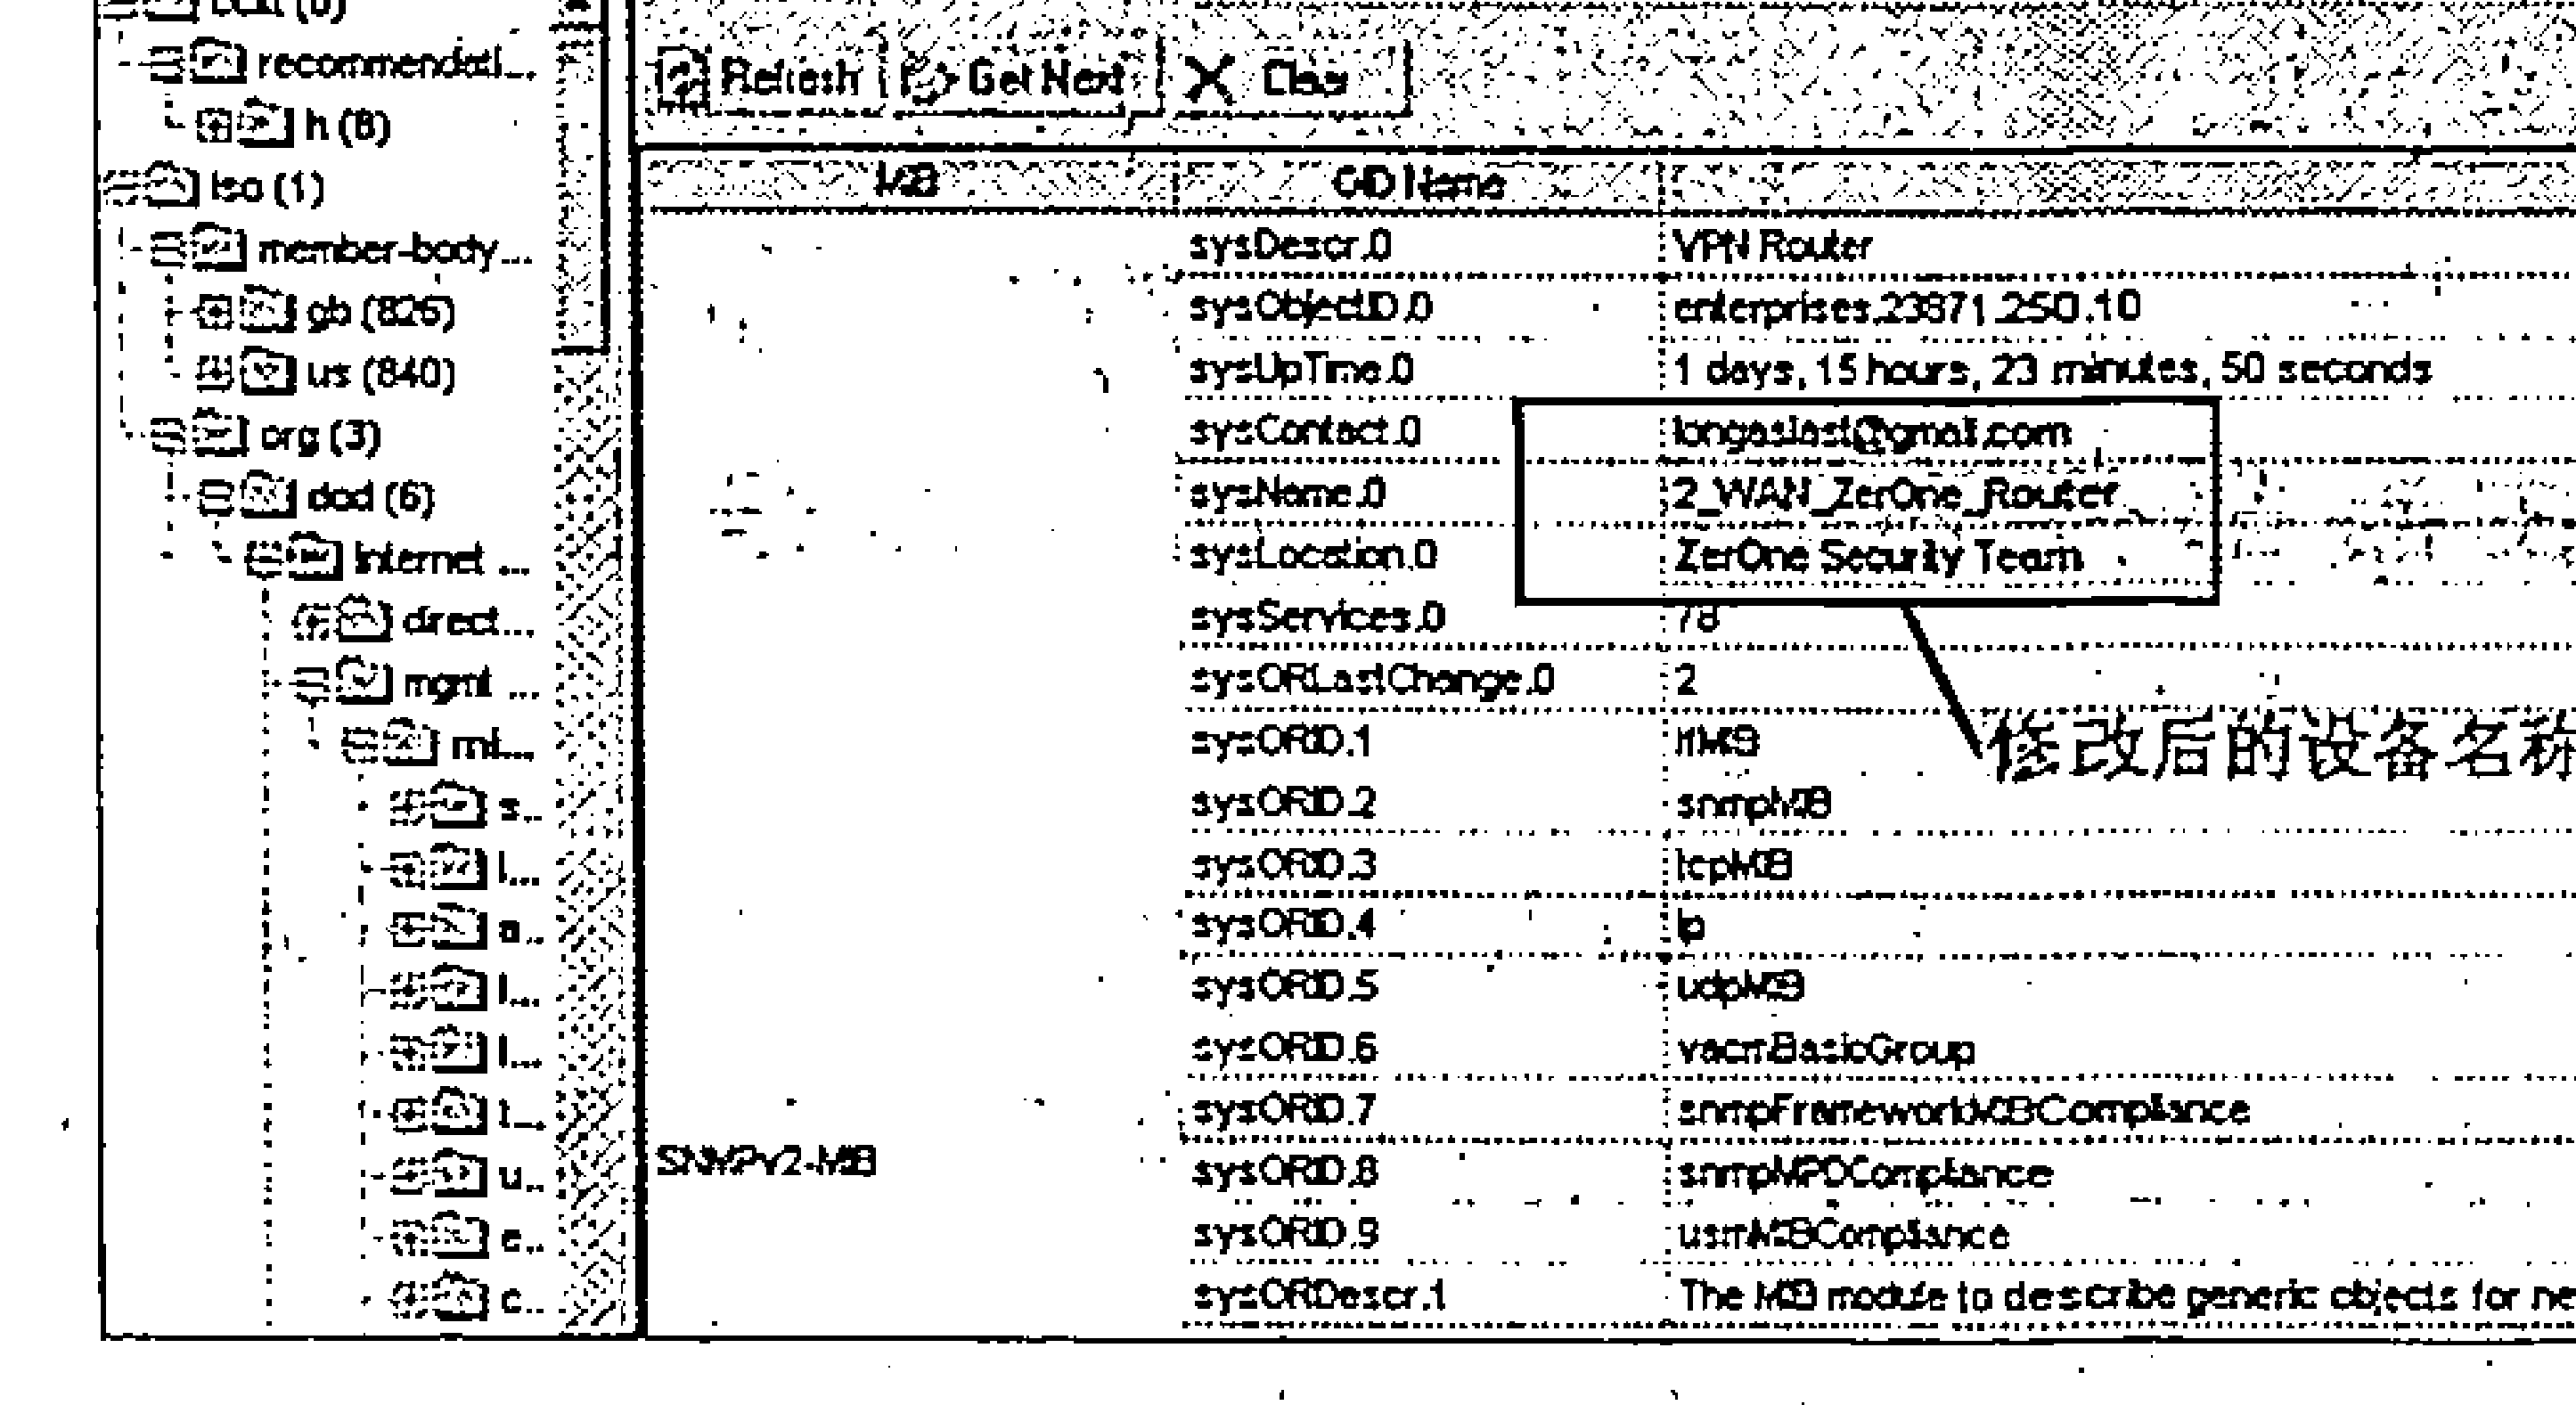 recommendati...
h (8)
iso (1)
member-body...
gb (826)
us (840)
org (3)
dod (6)
internet ...
direct...
mgmt ...
mi...
s...
i...
a...
i...
i...
t...
u...
e...
c...
Refresh
Get Next
Clear
MIB
OID Name
sysDescr.0 VPN Router
sysObjectID.0 enterprises.23871.250.10
sysUpTime.0 1 days, 15 hours, 23 minutes, 50 seconds
sysContact.0 longaslast@gmail.com
sysName.0 2_WAN_ZerOne_Router
sysLocation.0 ZerOne Security Team
sysServices.0 78
sysORLastChange.0 2
修改后的设备名称
sysORID.1 ifMIB
sysORID.2 snmpMIB
sysORID.3 tcpMIB
sysORID.4 ip
sysORID.5 udpMIB
sysORID.6 vacmBasicGroup
sysORID.7 snmpFrameworkMIBCompliance
SNMPv2-MIB
sysORID.8 snmpMPDCompliance
sysORID.9 usmMIBCompliance
sysORDescr.1 The MIB module to describe generic objects for ne